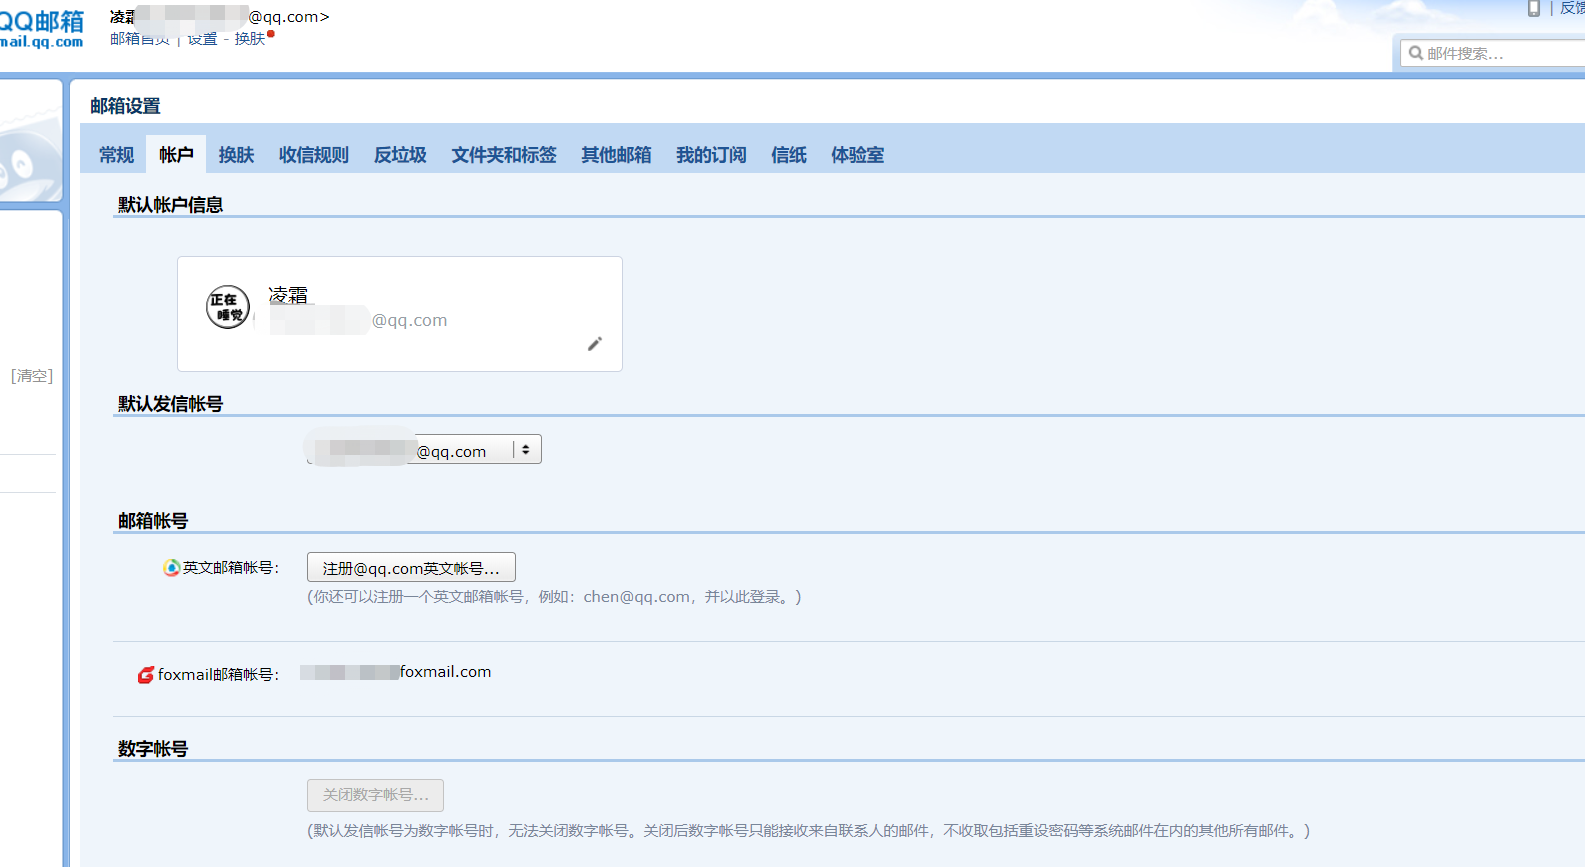 QQ邮箱
mail.qq.com
凌霜 @qq.com>
邮箱首页 | 设置 - 换肤
| 反馈
邮件搜索...
邮箱设置
常规 帐户 换肤 收信规则 反垃圾 文件夹和标签 其他邮箱 我的订阅 信纸 体验室
默认帐户信息
正在
睡觉
凌霜
@qq.com
[清空]
默认发信帐号
@qq.com
邮箱帐号
英文邮箱帐号： 注册@qq.com英文帐号...
(你还可以注册一个英文邮箱帐号，例如：chen@qq.com，并以此登录。)
foxmail邮箱帐号： foxmail.com
数字帐号
关闭数字帐号...
(默认发信帐号为数字帐号时，无法关闭数字帐号。关闭后数字帐号只能接收来自联系人的邮件，不收取包括重设密码等系统邮件在内的其他所有邮件。)